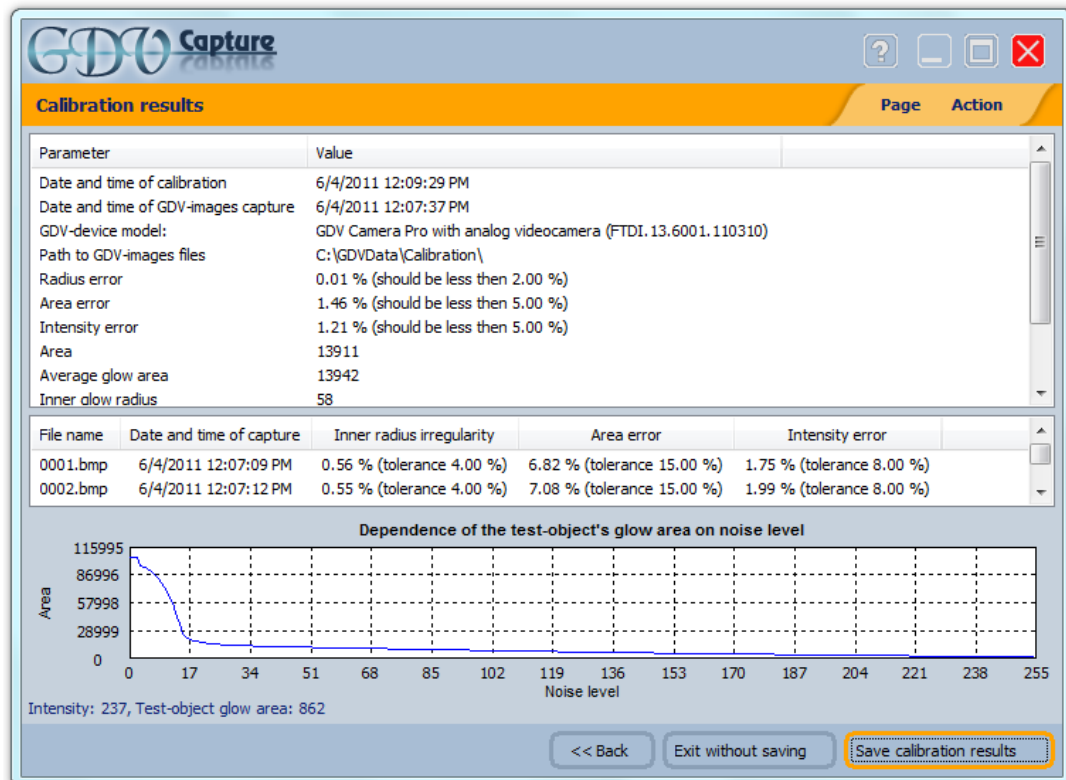 GDV Capture
?
Calibration results Page Action
Parameter Value
Date and time of calibration 6/4/2011 12:09:29 PM
Date and time of GDV-images capture 6/4/2011 12:07:37 PM
GDV-device model: GDV Camera Pro with analog videocamera (FTDI.13.6001.110310)
Path to GDV-images files C:\GDVData\Calibration\
Radius error 0.01 % (should be less then 2.00 %)
Area error 1.46 % (should be less then 5.00 %)
Intensity error 1.21 % (should be less then 5.00 %)
Area 13911
Average glow area 13942
Inner glow radius 58
File name Date and time of capture Inner radius irregularity Area error Intensity error
0001.bmp 6/4/2011 12:07:09 PM 0.56 % (tolerance 4.00 %) 6.82 % (tolerance 15.00 %) 1.75 % (tolerance 8.00 %)
0002.bmp 6/4/2011 12:07:12 PM 0.55 % (tolerance 4.00 %) 7.08 % (tolerance 15.00 %) 1.99 % (tolerance 8.00 %)
Dependence of the test-object's glow area on noise level
115995
86996
57998
28999
0
Area
0 17 34 51 68 85 102 119 136 153 170 187 204 221 238 255
Noise level
Intensity: 237, Test-object glow area: 862
<< Back Exit without saving Save calibration results